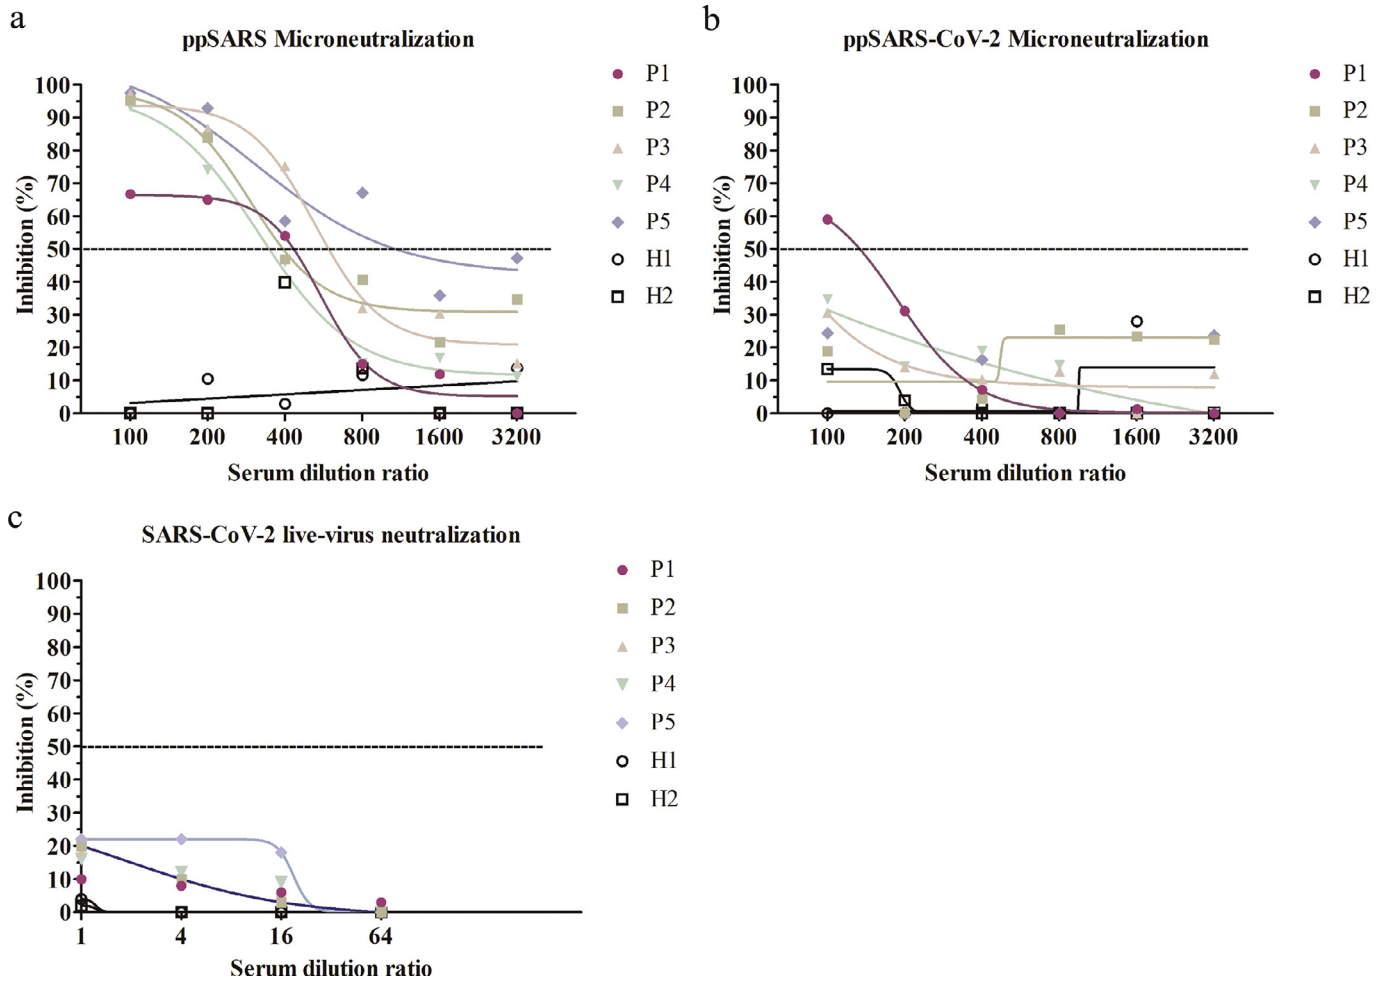 a
ppSARS Microneutralization
100
90
80
70
60
50
40
30
20
10
0
Inhibition (%)
100 200 400 800 1600 3200
Serum dilution ratio
P1
P2
P3
P4
P5
H1
H2
b
ppSARS-CoV-2 Microneutralization
100
90
80
70
60
50
40
30
20
10
0
Inhibition (%)
100 200 400 800 1600 3200
Serum dilution ratio
P1
P2
P3
P4
P5
H1
H2
c
SARS-CoV-2 live-virus neutralization
100
90
80
70
60
50
40
30
20
10
0
Inhibition (%)
1 4 16 64
Serum dilution ratio
P1
P2
P3
P4
P5
H1
H2